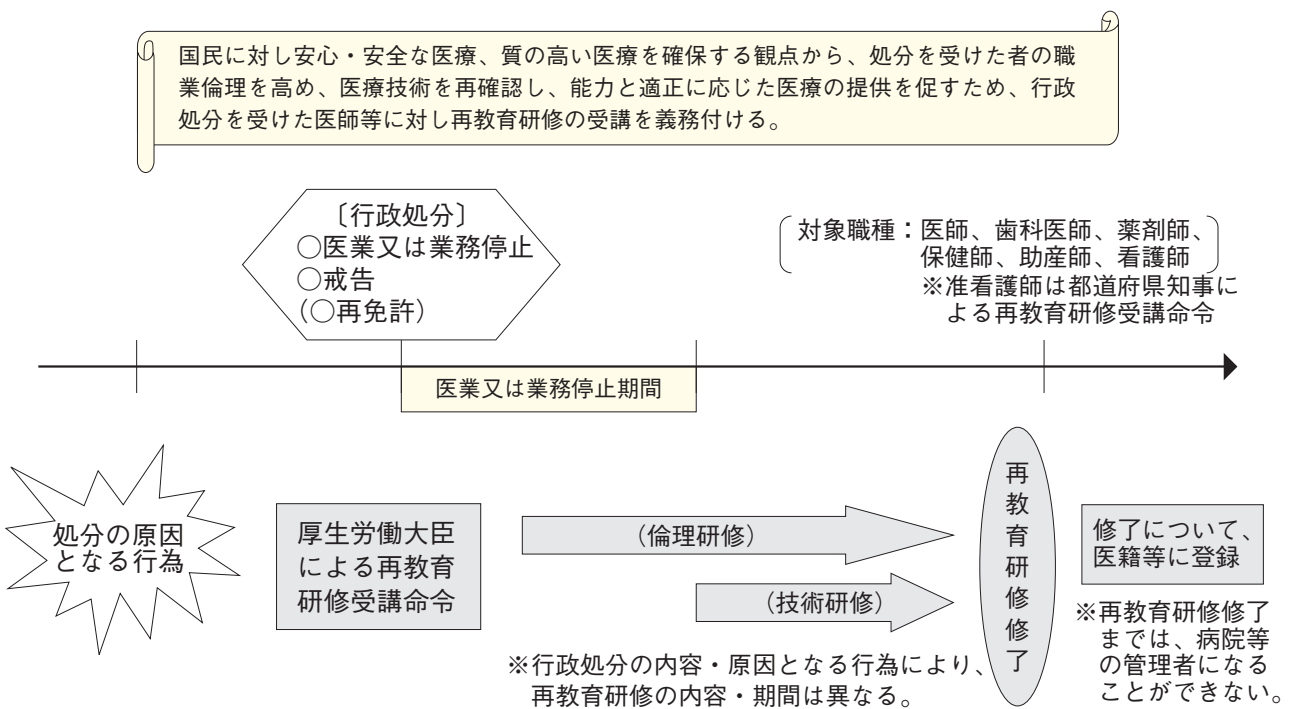 国民に対し安心・安全な医療、質の高い医療を確保する観点から、処分を受けた者の職
業倫理を高め、医療技術を再確認し、能力と適正に応じた医療の提供を促すため、行政
処分を受けた医師等に対し再教育研修の受講を義務付ける。
〔行政処分〕
○医業又は業務停止
○戒告
(○再免許)
対象職種：医師、歯科医師、薬剤師、
保健師、助産師、看護師
※准看護師は都道府県知事に
よる再教育研修受講命令
医業又は業務停止期間
処分の原因
となる行為
厚生労働大臣
による再教育
研修受講命令
(倫理研修)
(技術研修)
※行政処分の内容・原因となる行為により、
再教育研修の内容・期間は異なる。
再教育研修修了
修了について、
医籍等に登録
※再教育研修修了
までは、病院等
の管理者になる
ことができない。